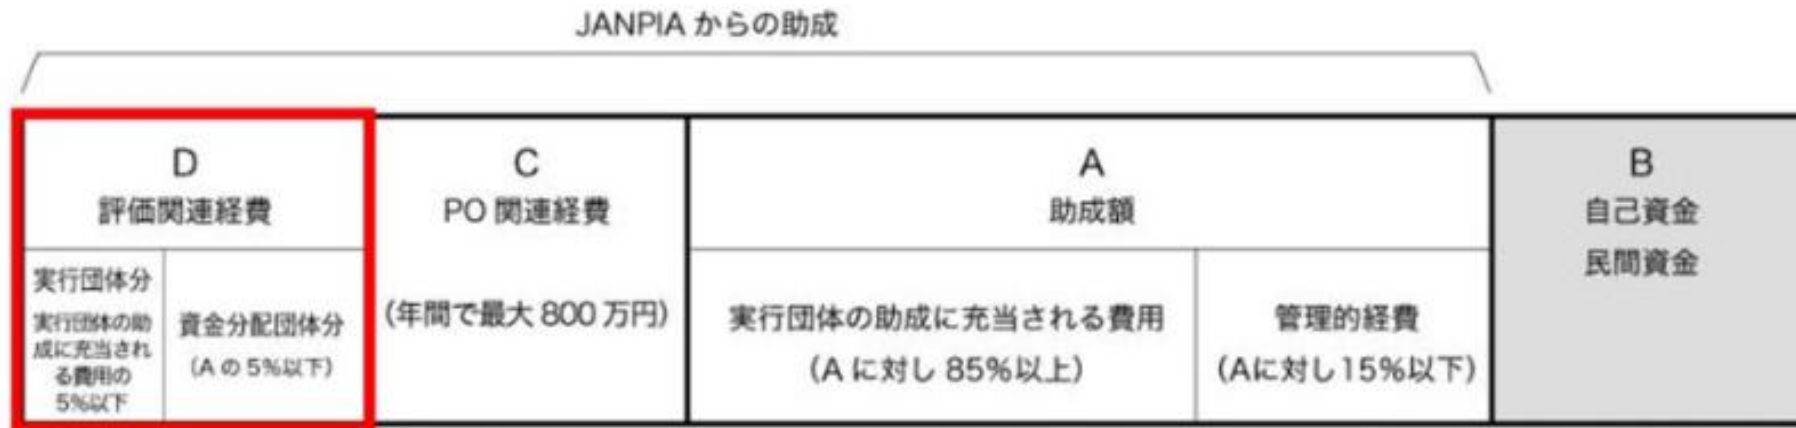 JANPIA からの助成
D
評価関連経費
実行団体分
実行団体の助
成に充当され
る費用の
5%以下
資金分配団体分
(A の 5%以下)
C
PO 関連経費
(年間で最大 800 万円)
A
助成額
実行団体の助成に充当される費用
(A に対し 85%以上)
管理的経費
(Aに対し15%以下)
B
自己資金
民間資金